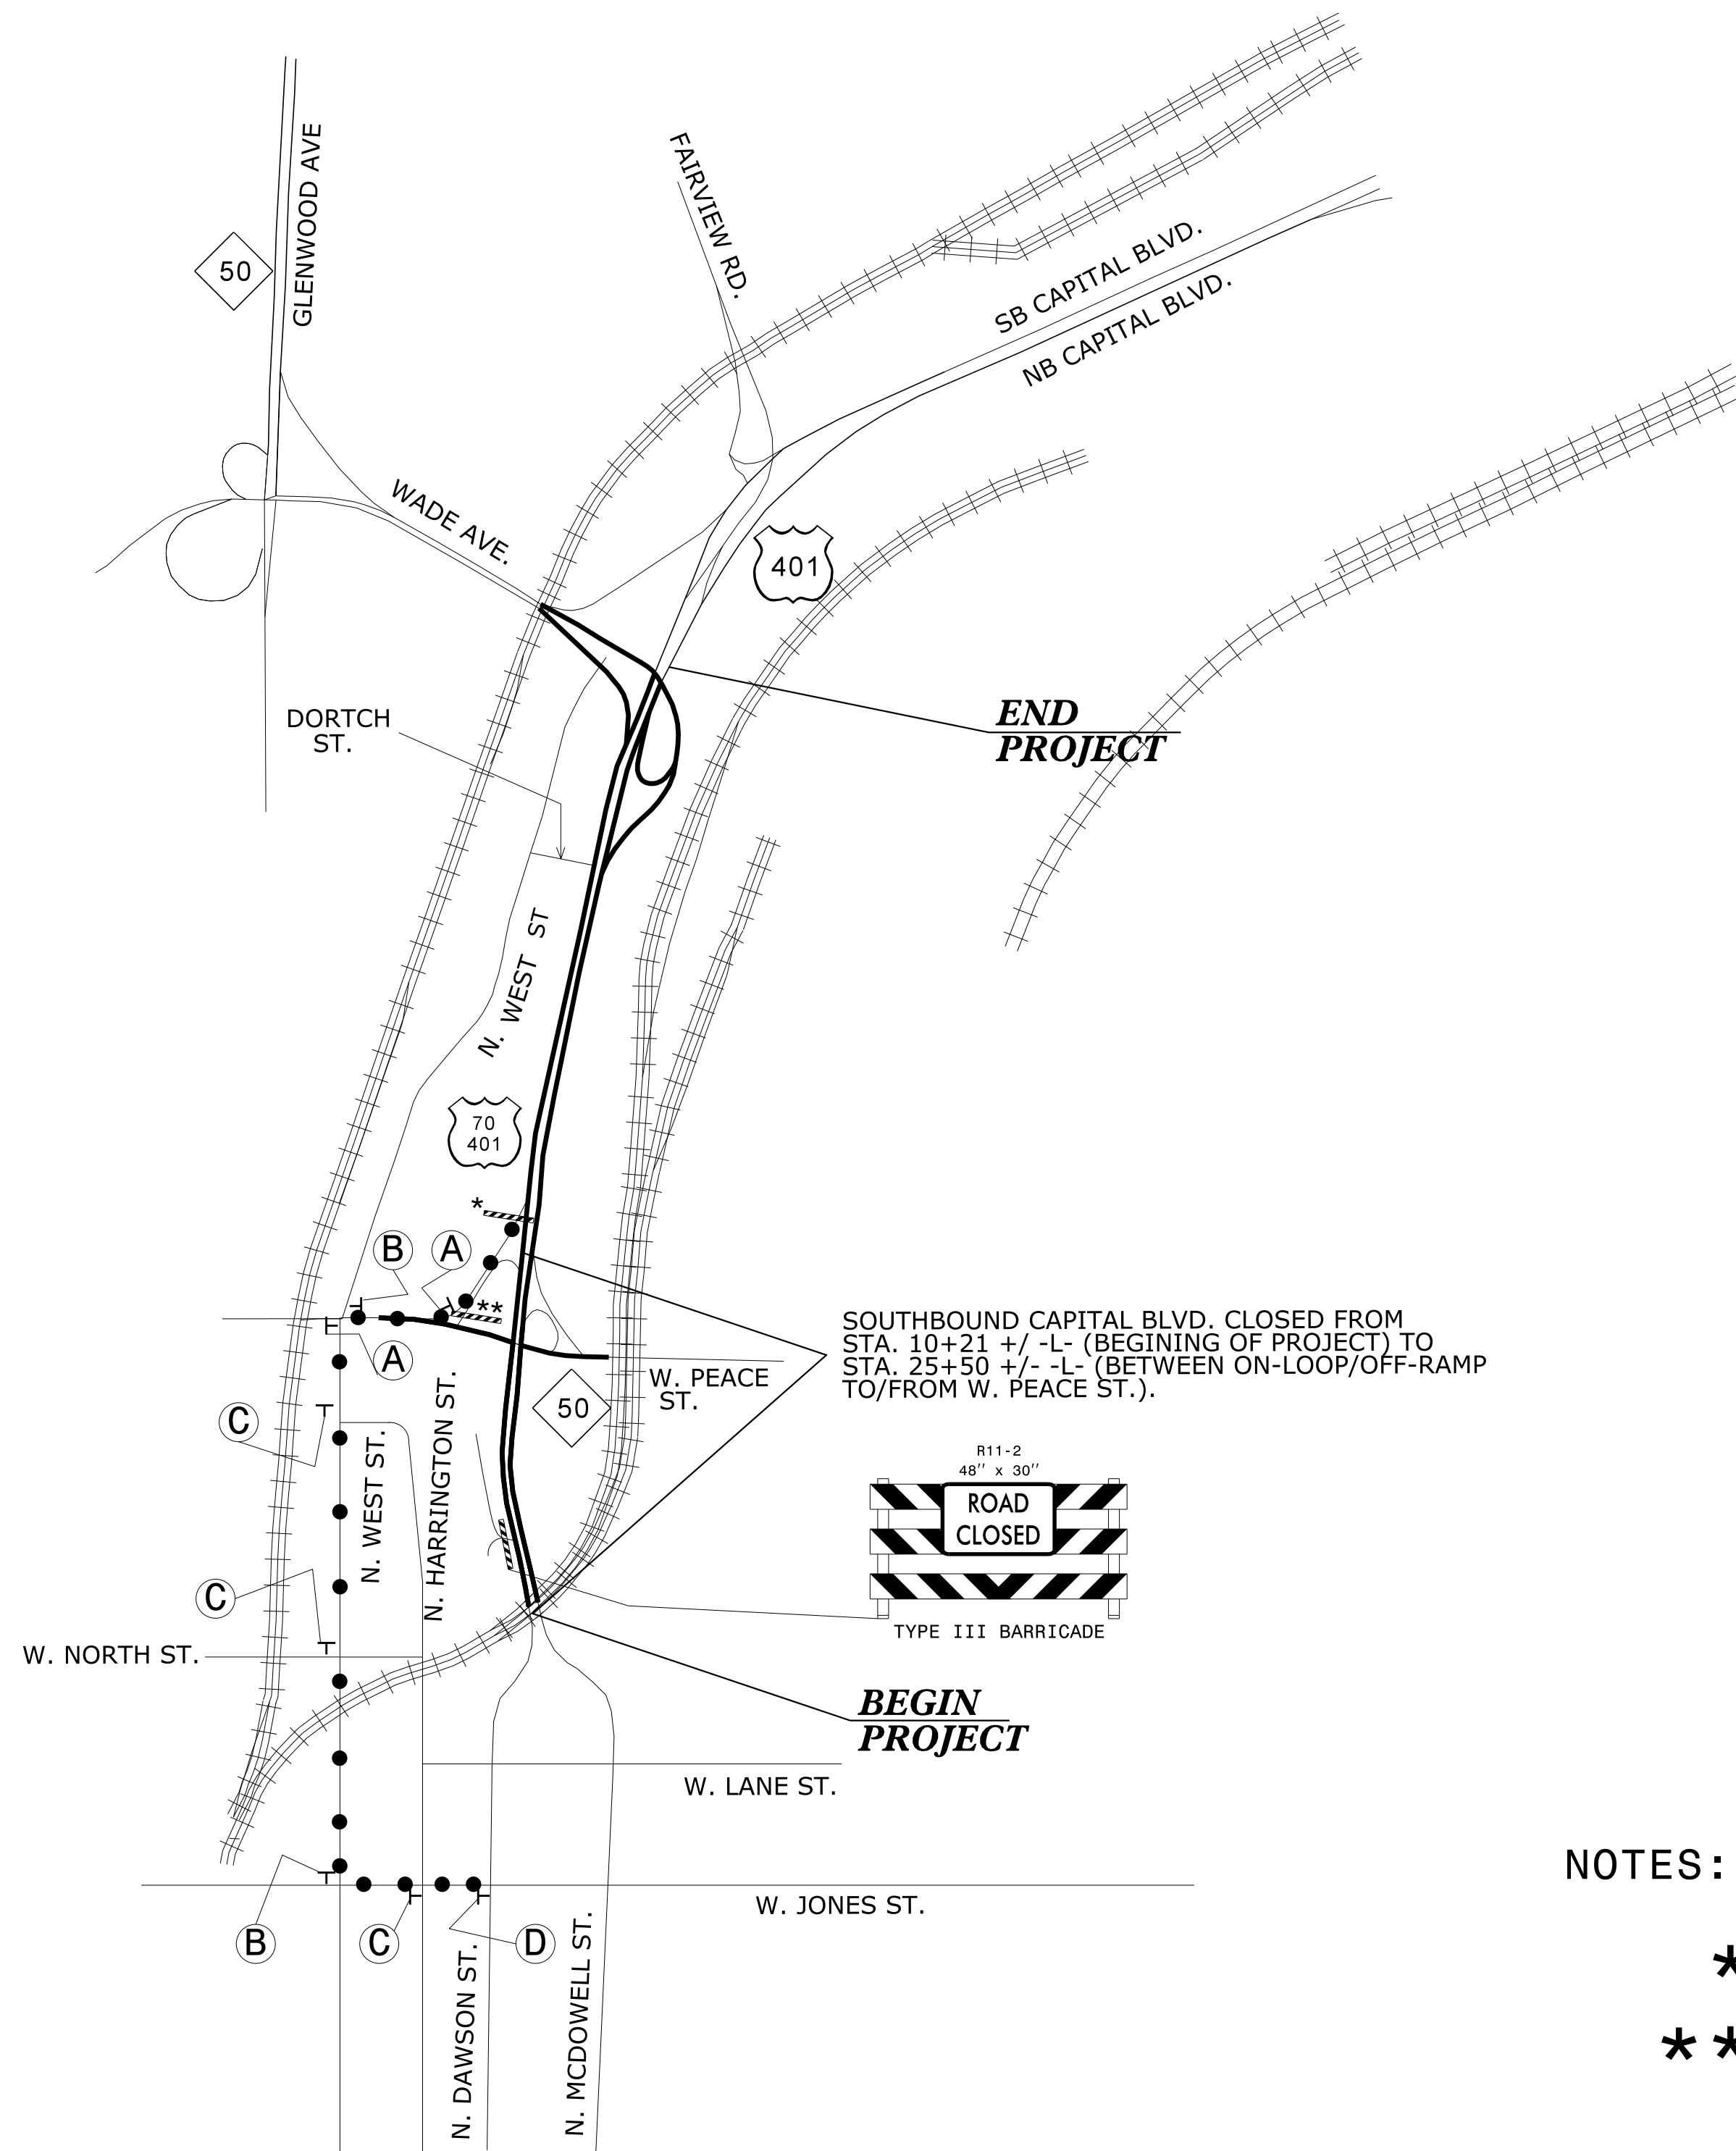 GLENWOOD AVE
50
FAIRVIEW RD.
SB CAPITAL BLVD.
NB CAPITAL BLVD.
WADE AVE.
401
END
PROJECT
DORTCH
ST.
N. WEST ST
70
401
*
B
A
**
A
SOUTHBOUND CAPITAL BLVD. CLOSED FROM
STA. 10+21 +/ -L- (BEGINING OF PROJECT) TO
STA. 25+50 +/- -L- (BETWEEN ON-LOOP/OFF-RAMP
TO/FROM W. PEACE ST.).
W. PEACE
ST.
50
C
N. WEST ST.
N. HARRINGTON ST.
R11-2
48'' x 30''
ROAD
CLOSED
TYPE III BARRICADE
C
W. NORTH ST.
BEGIN
PROJECT
W. LANE ST.
NOTES:
W. JONES ST.
B
C
D
N. DAWSON ST.
N. MCDOWELL ST.
*
**